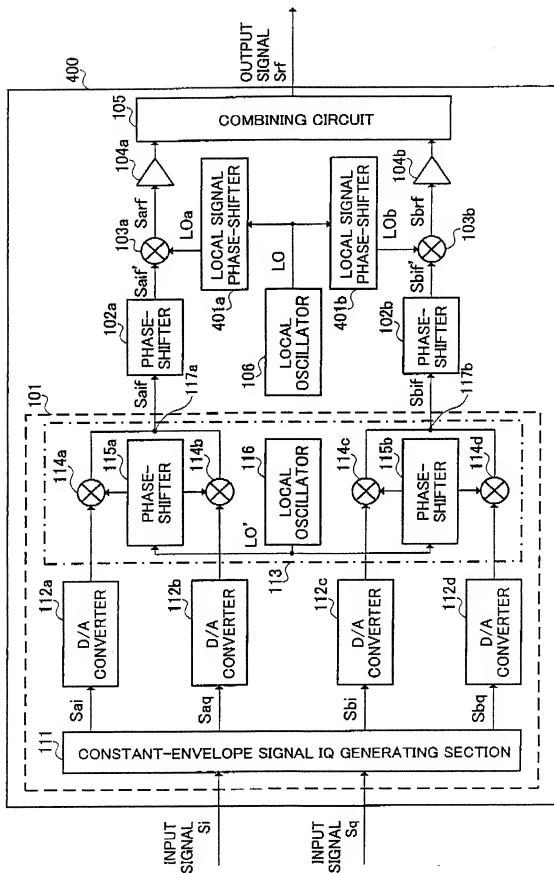 400
101
INPUT SIGNAL Si
INPUT SIGNAL Sq
111
CONSTANT-ENVELOPE SIGNAL IQ GENERATING SECTION
Sai
Saq
Sbi
Sbq
112a
D/A CONVERTER
112b
D/A CONVERTER
112c
D/A CONVERTER
112d
D/A CONVERTER
113
114a
115a
PHASE-SHIFTER
114b
LO'
116
LOCAL OSCILLATOR
114c
115b
PHASE-SHIFTER
114d
117a
117b
Saif
Sbif
102a
PHASE-SHIFTER
102b
PHASE-SHIFTER
Saif'
Sbif'
106
LOCAL OSCILLATOR
LO
103a
103b
LOa
LOb
401a
LOCAL SIGNAL PHASE-SHIFTER
401b
LOCAL SIGNAL PHASE-SHIFTER
Sarf
Sbrf
104a
104b
105
COMBINING CIRCUIT
OUTPUT SIGNAL Srf